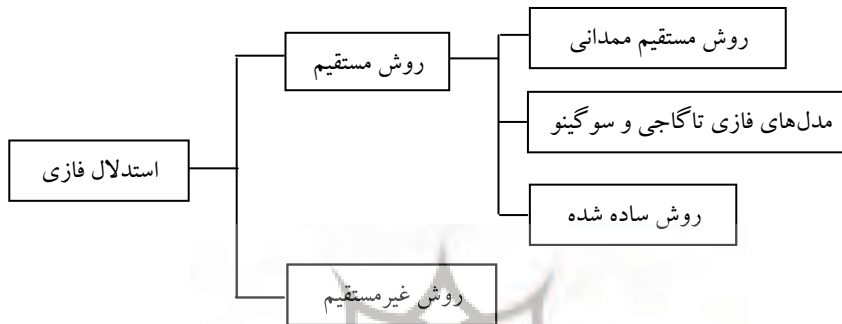 روش مستقیم ممدانی
روش مستقیم
مدل‌های فازی تاگاجی و سوگینو
استدلال فازی
روش ساده شده
روش غیرمستقیم